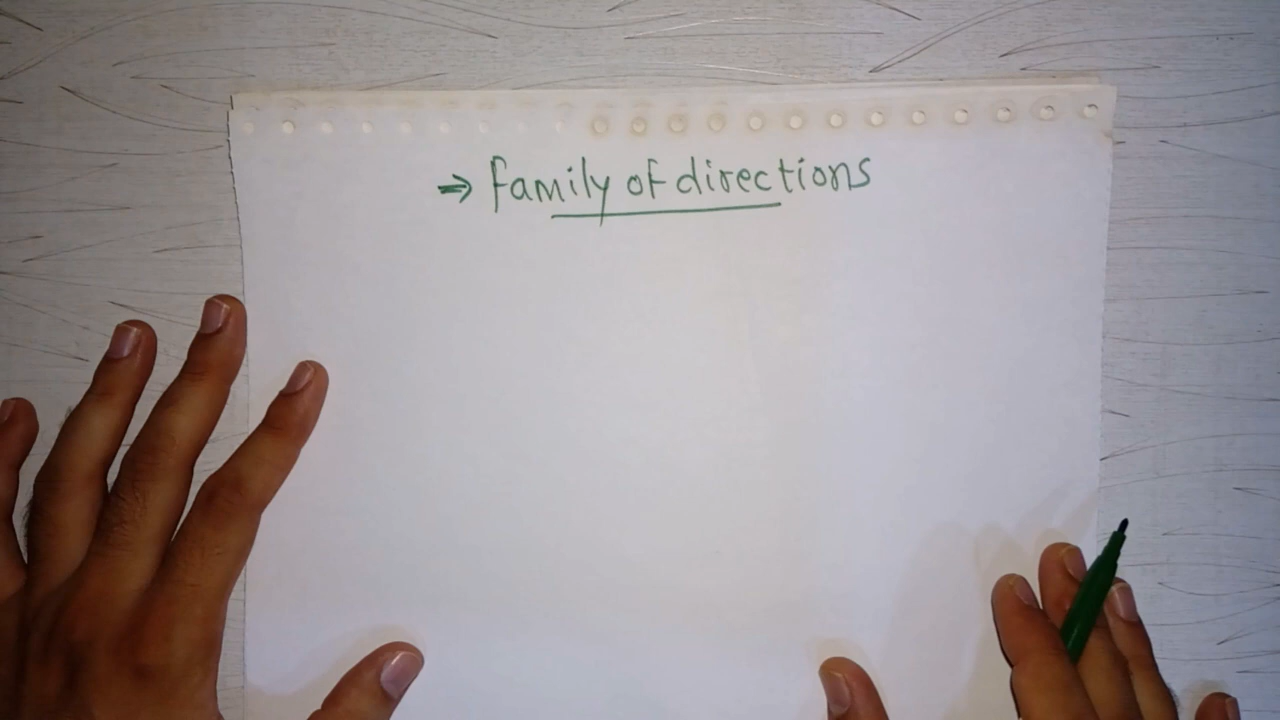 ⇒ family of directions